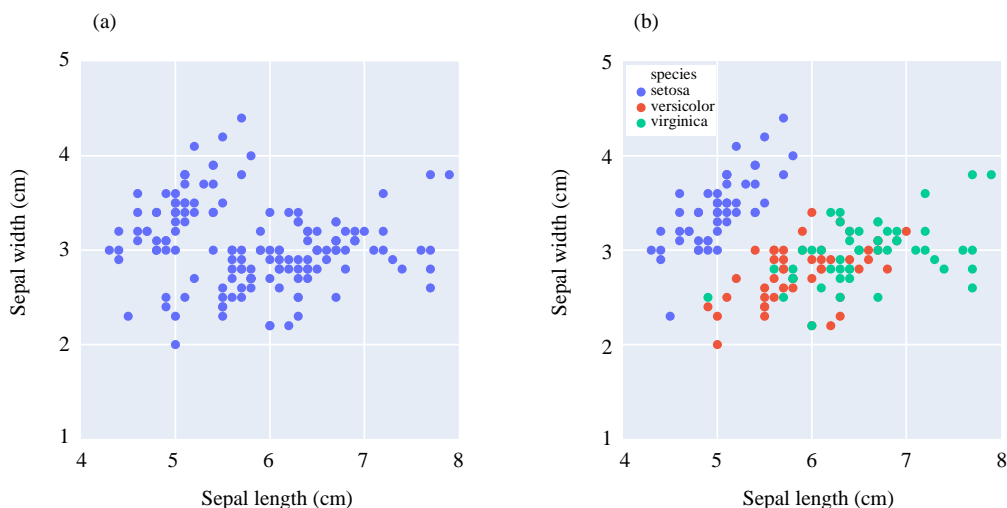 (a)
5
4
3
2
1
4 5 6 7 8
Sepal length (cm)
Sepal width (cm)
(b)
species
setosa
versicolor
virginica
5
4
3
2
1
4 5 6 7 8
Sepal length (cm)
Sepal width (cm)